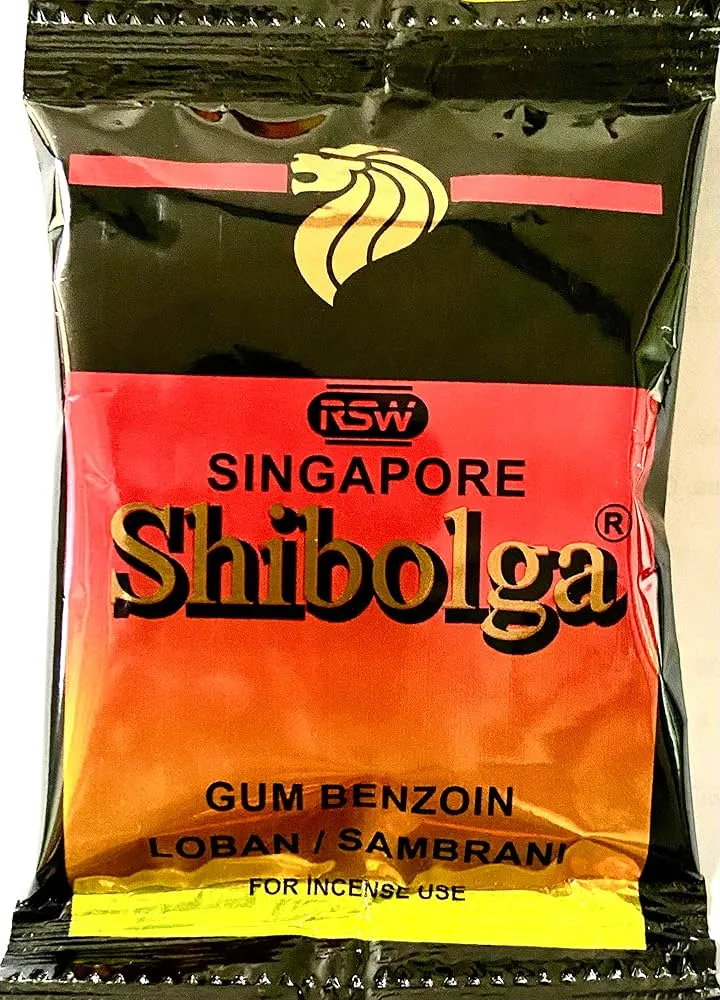 RSW
SINGAPORE
Shibolga®
GUM BENZOIN
LOBAN / SAMBRANI
FOR INCENSE USE